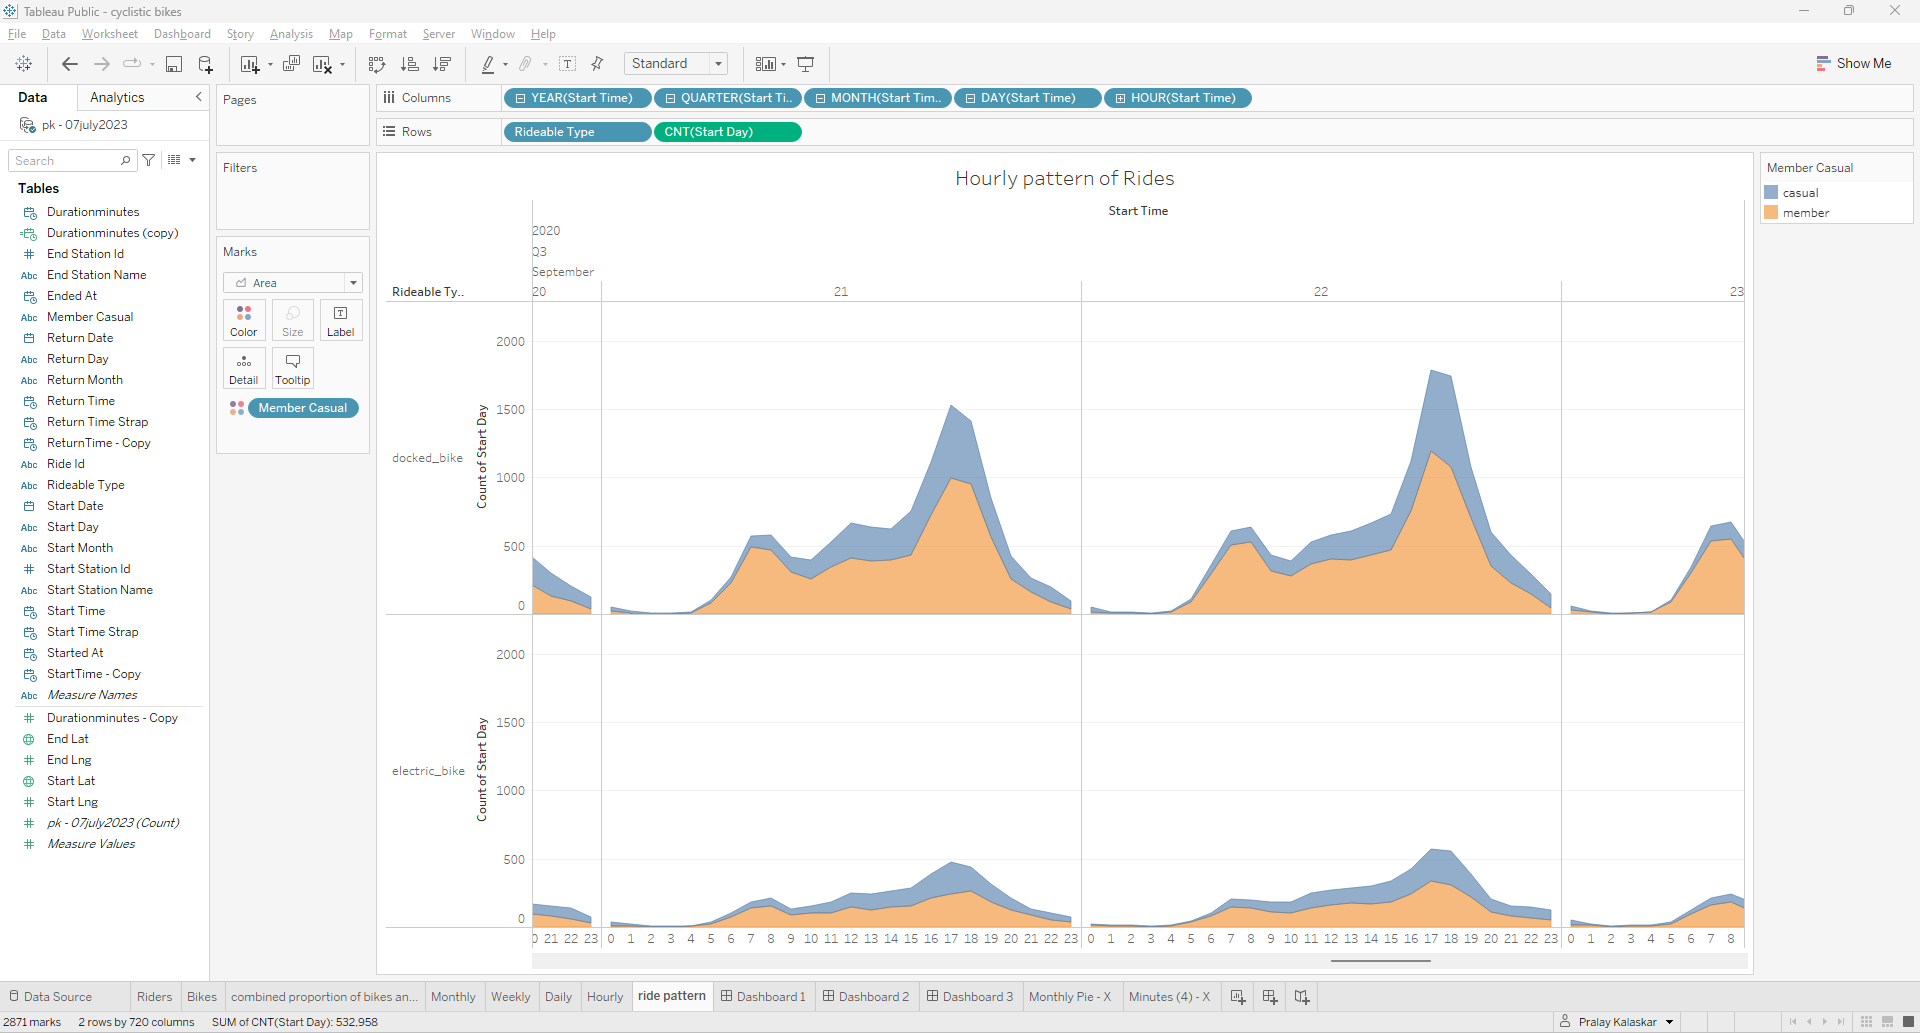 Tableau Public - cyclistic bikes
File Data Worksheet Dashboard Story Analysis Map Format Server Window Help
Standard
Show Me
Data Analytics
pk - 07july2023
Search
Tables
Durationminutes
Durationminutes (copy)
End Station Id
Abc End Station Name
Ended At
Abc Member Casual
Return Date
Abc Return Day
Abc Return Month
Return Time
Return Time Strap
ReturnTime - Copy
Abc Ride Id
Abc Rideable Type
Start Date
Abc Start Day
Abc Start Month
Start Station Id
Abc Start Station Name
Start Time
Start Time Strap
Started At
StartTime - Copy
Abc Measure Names
Durationminutes - Copy
End Lat
End Lng
Start Lat
Start Lng
pk - 07july2023 (Count)
Measure Values
Pages
Filters
Marks
Area
Color Size Label
Detail Tooltip
Member Casual
Columns YEAR(Start Time) QUARTER(Start Ti.. MONTH(Start Tim.. DAY(Start Time) HOUR(Start Time)
Rows Rideable Type CNT(Start Day)
Hourly pattern of Rides
Start Time
2020
Q3
September
Rideable Ty.. 20 21 22 23
docked_bike
Count of Start Day
2000
1500
1000
500
0
electric_bike
Count of Start Day
2000
1500
1000
500
0
0 21 22 23 0 1 2 3 4 5 6 7 8 9 10 11 12 13 14 15 16 17 18 19 20 21 22 23 0 1 2 3 4 5 6 7 8 9 10 11 12 13 14 15 16 17 18 19 20 21 22 23 0 1 2 3 4 5 6 7 8
Member Casual
casual
member
Data Source Riders Bikes combined proportion of bikes an... Monthly Weekly Daily Hourly ride pattern Dashboard 1 Dashboard 2 Dashboard 3 Monthly Pie - X Minutes (4) - X
2871 marks 2 rows by 720 columns SUM of CNT(Start Day): 532,958
Pralay Kalaskar